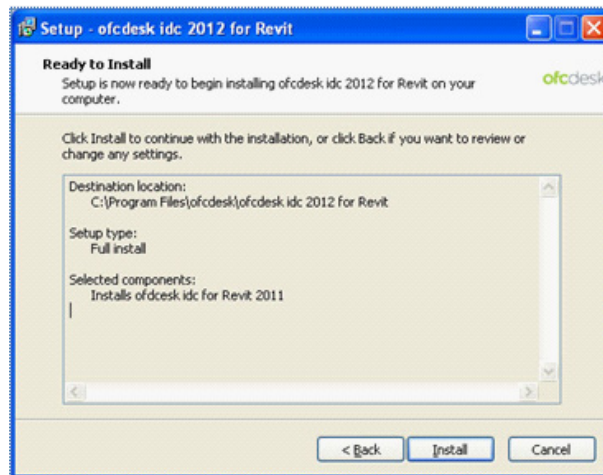 Setup - ofcdesk idc 2012 for Revit
Ready to Install
Setup is now ready to begin installing ofcdesk idc 2012 for Revit on your
computer.
ofcdesk
Click Install to continue with the installation, or click Back if you want to review or
change any settings.
Destination location:
C:\Program Files\ofcdesk\ofcdesk idc 2012 for Revit
Setup type:
Full install
Selected components:
Installs ofdcesk idc for Revit 2011
< Back
Install
Cancel